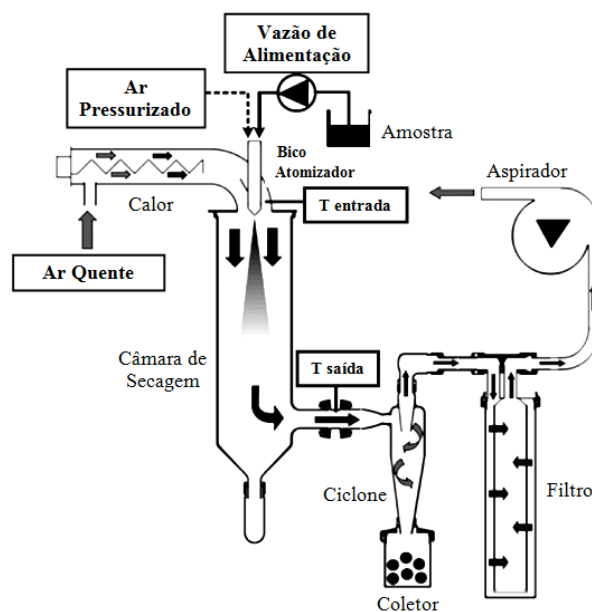 Vazão de
Alimentação
Ar
Pressurizado
Amostra
Bico
Atomizador
Aspirador
Calor
T entrada
Ar Quente
Câmara de
Secagem
T saída
Ciclone
Filtro
Coletor